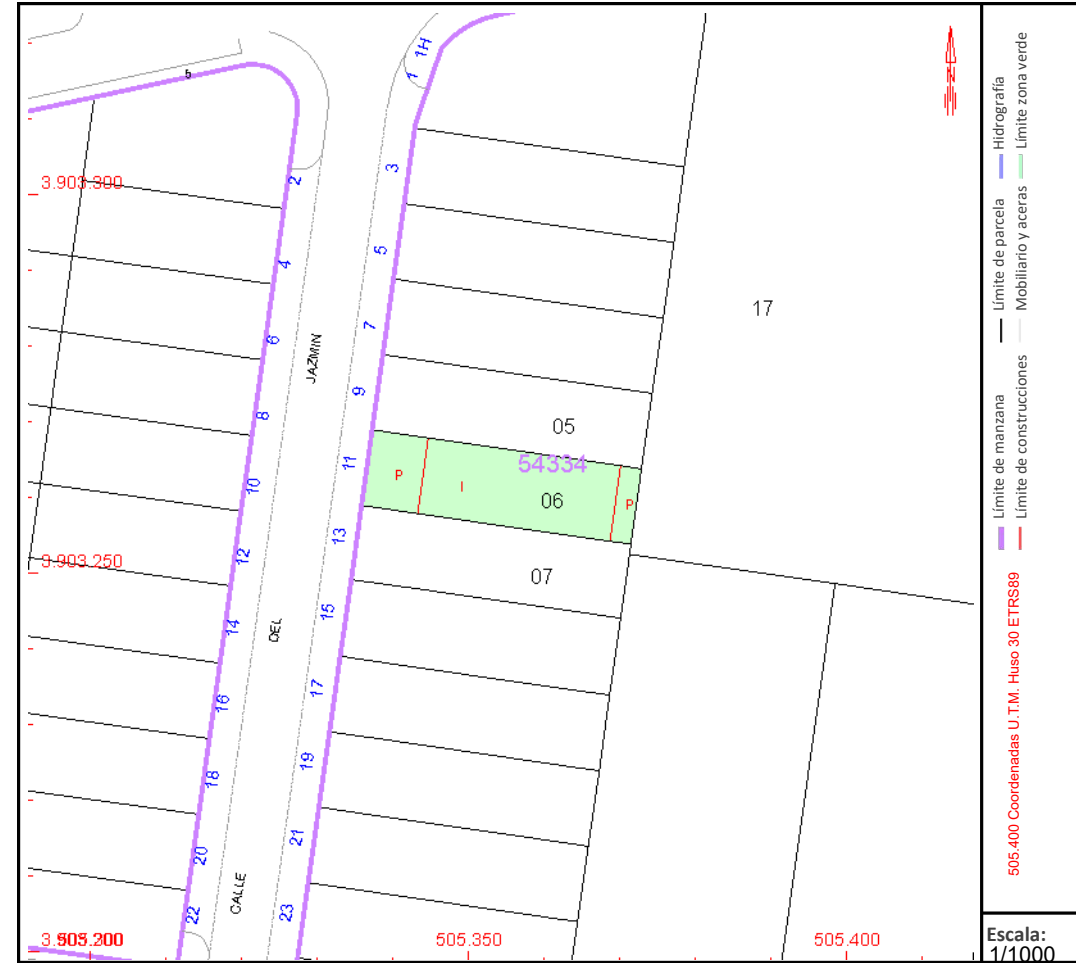 1H
1
5
3
2
3.903.300
5
4
17
7
6
JAZMIN
9
8
05
11
54334
P
I
06
P
10
13
12
3.903.250
07
15
14
DEL
17
16
19
18
21
20
CALLE
23
22
505.350
505.400
N
Límite de manzana
Límite de parcela
Hidrografía
Límite de construcciones
Mobiliario y aceras
Límite zona verde
505.400 Coordenadas U.T.M. Huso 30 ETRS89
Escala:
1/1000